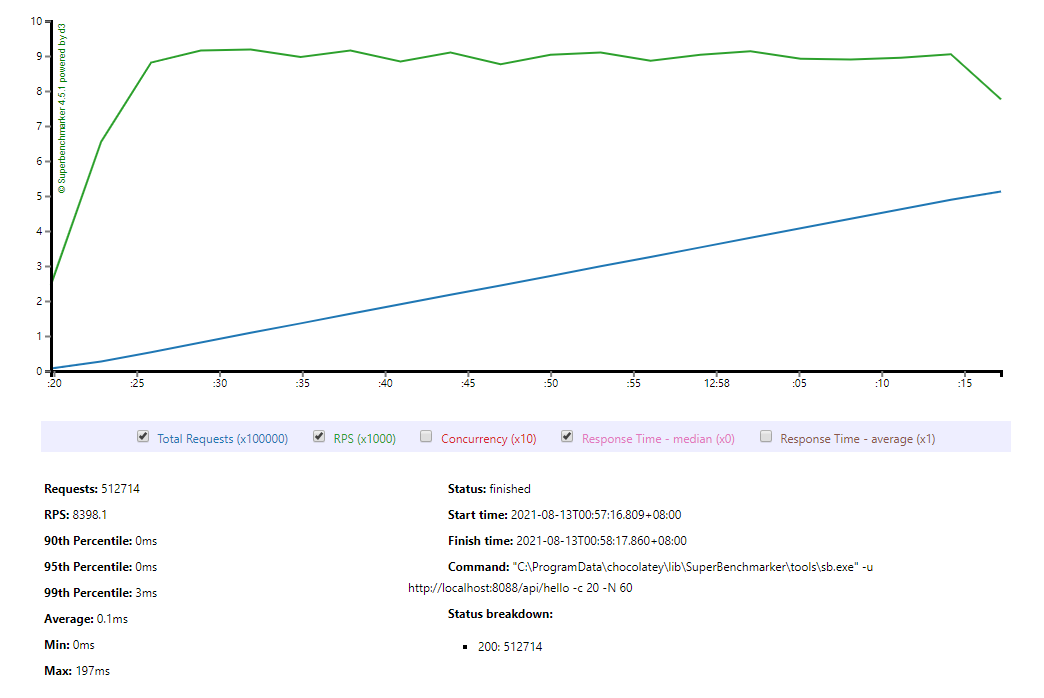 10
9
8
7
6
5
4
3
2
1
0
© Superbenchmarker 4.5.1 powered by d3
:20 :25 :30 :35 :40 :45 :50 :55 12:58 :05 :10 :15
Total Requests (x100000) RPS (x1000) Concurrency (x10) Response Time - median (x0) Response Time - average (x1)
Requests: 512714
RPS: 8398.1
90th Percentile: 0ms
95th Percentile: 0ms
99th Percentile: 3ms
Average: 0.1ms
Min: 0ms
Max: 197ms
Status: finished
Start time: 2021-08-13T00:57:16.809+08:00
Finish time: 2021-08-13T00:58:17.860+08:00
Command: "C:\ProgramData\chocolatey\lib\SuperBenchmarker\tools\sb.exe" -u
http://localhost:8088/api/hello -c 20 -N 60
Status breakdown:
200: 512714